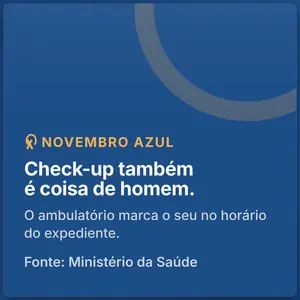 NOVEMBRO AZUL
Check-up também
é coisa de homem.
O ambulatório marca o seu no horário
do expediente.
Fonte: Ministério da Saúde